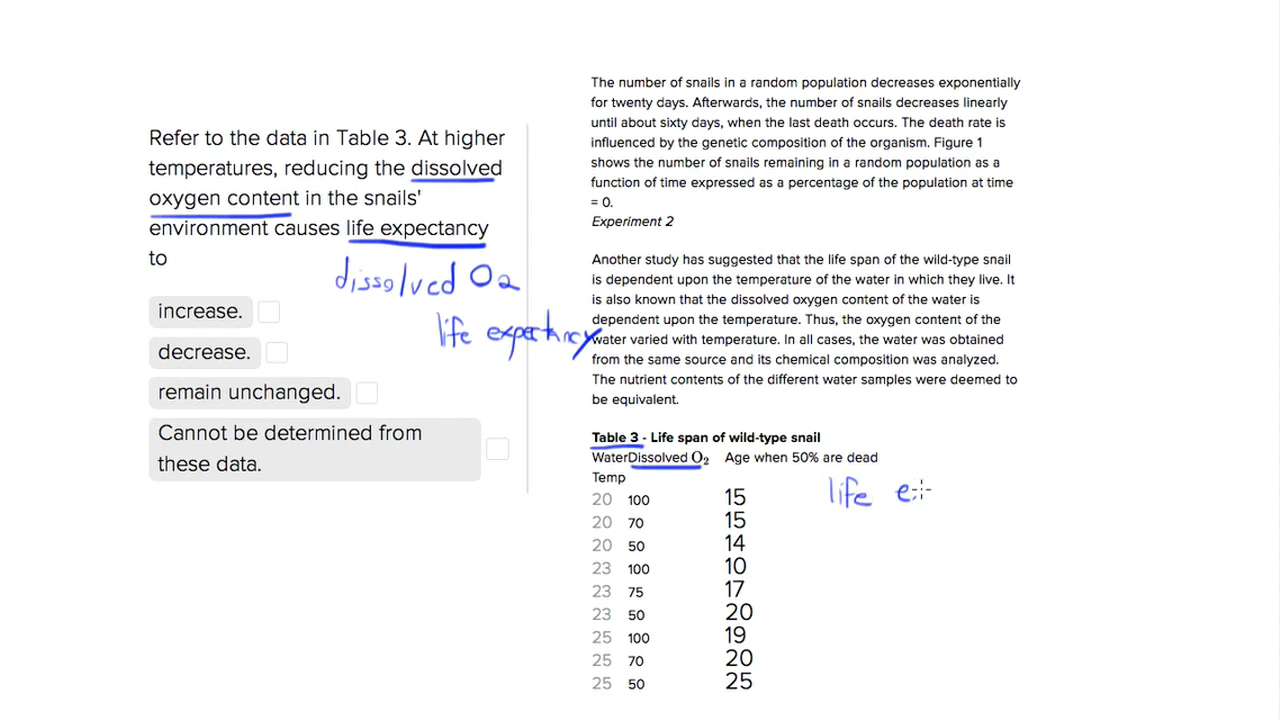 Refer to the data in Table 3. At higher
temperatures, reducing the dissolved
oxygen content in the snails'
environment causes life expectancy
to
dissolved O2
life expectancy
increase.
decrease.
remain unchanged.
Cannot be determined from
these data.
The number of snails in a random population decreases exponentially
for twenty days. Afterwards, the number of snails decreases linearly
until about sixty days, when the last death occurs. The death rate is
influenced by the genetic composition of the organism. Figure 1
shows the number of snails remaining in a random population as a
function of time expressed as a percentage of the population at time
= 0.
Experiment 2
Another study has suggested that the life span of the wild-type snail
is dependent upon the temperature of the water in which they live. It
is also known that the dissolved oxygen content of the water is
dependent upon the temperature. Thus, the oxygen content of the
water varied with temperature. In all cases, the water was obtained
from the same source and its chemical composition was analyzed.
The nutrient contents of the different water samples were deemed to
be equivalent.
Table 3 - Life span of wild-type snail
WaterDissolved O₂ Age when 50% are dead
Temp
20 100 15 life e
20 70 15
20 50 14
23 100 10
23 75 17
23 50 20
25 100 19
25 70 20
25 50 25